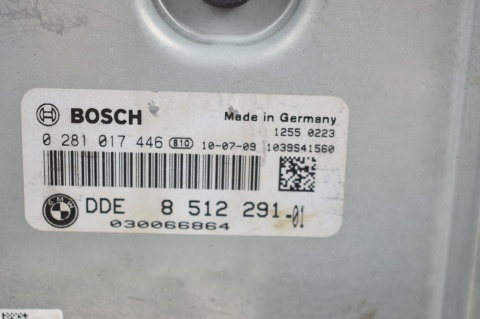 BOSCH
Made in Germany
1255 0223
0 281 017 446 810 10-07-09 1039S41560
BMW
DDE 8 512 291-01
030066864